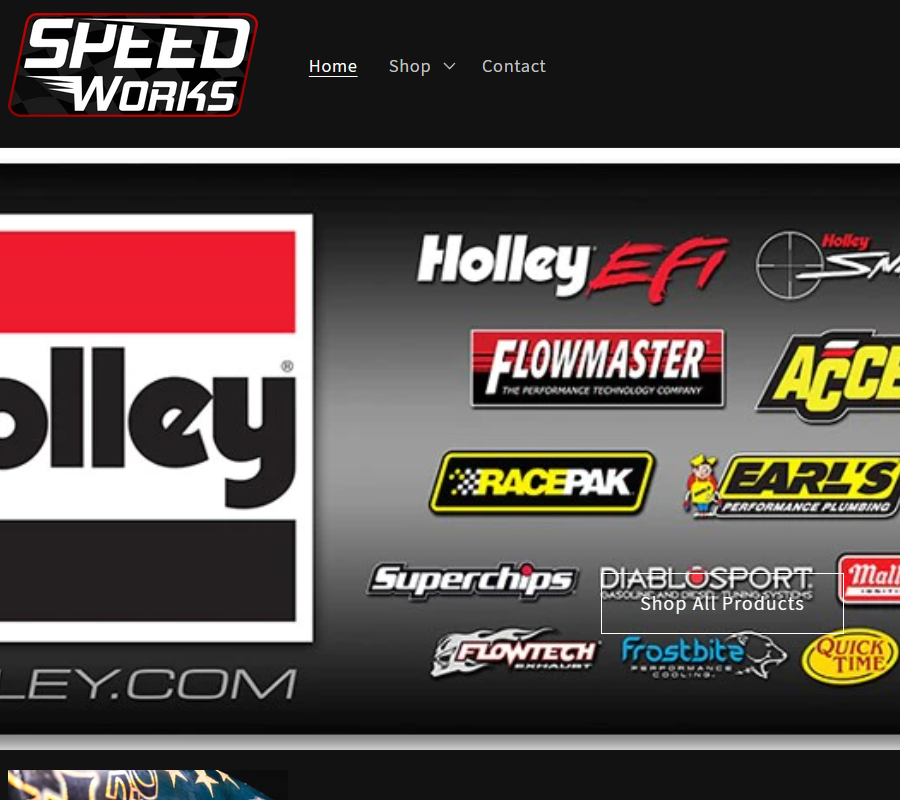 SPEED
WORKS
Home
Shop
Contact
olley®
LEY.COM
Holley EFI
Holley
FLOWMASTER
THE PERFORMANCE TECHNOLOGY COMPANY
ACCE
RACEPAK
EARL'S
PERFORMANCE PLUMBING
Superchips
DIABLOSPORT
GASOLINE AND DIESEL TUNING SYSTEMS
Shop All Products
FLOWTECH
EXHAUST
Frostbite
PERFORMANCE
COOLING
QUICK
TIME